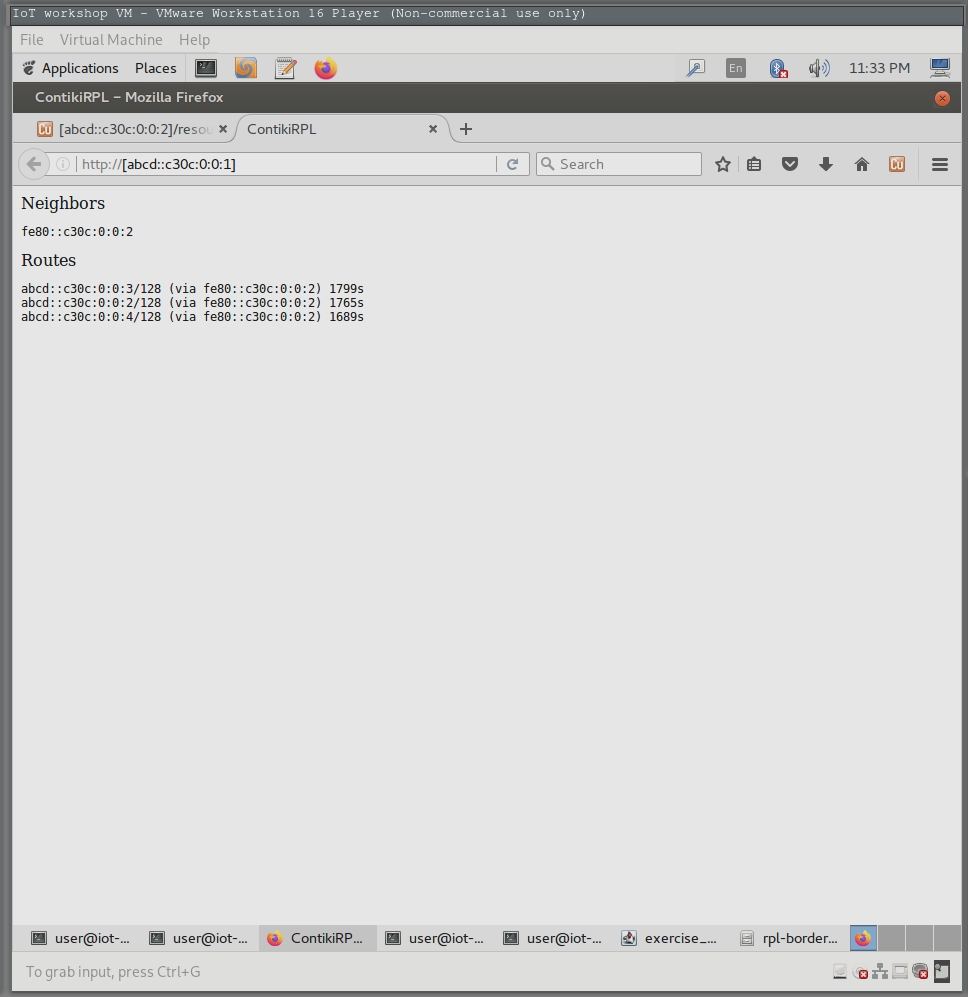 IoT workshop VM - VMware Workstation 16 Player (Non-commercial use only)
File Virtual Machine Help
Applications Places En 11:33 PM
ContikiRPL - Mozilla Firefox
[abcd::c30c:0:0:2]/resou ContikiRPL
http://[abcd::c30c:0:0:1] Search
Neighbors
fe80::c30c:0:0:2
Routes
abcd::c30c:0:0:3/128 (via fe80::c30c:0:0:2) 1799s
abcd::c30c:0:0:2/128 (via fe80::c30c:0:0:2) 1765s
abcd::c30c:0:0:4/128 (via fe80::c30c:0:0:2) 1689s
user@iot-... user@iot-... ContikiRP... user@iot-... user@iot-... exercise_... rpl-border...
To grab input, press Ctrl+G